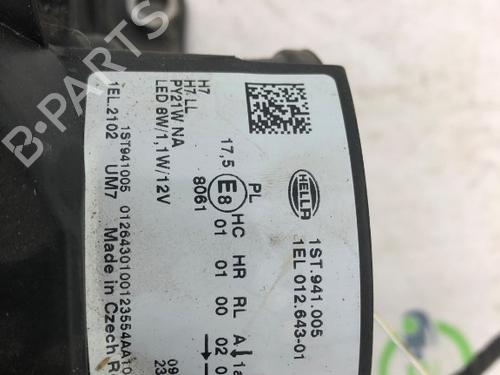 HELLA
1ST.941.005
1EL 012.643-01
H7
H7 LL
PY21W NA
LED 8W/1,1W/12V
17,5
E8
8061
PL
HC HR RL A
01 01 00 02
1EL.2102 UM7 Made in Czech
1ST941005
B-PARTS